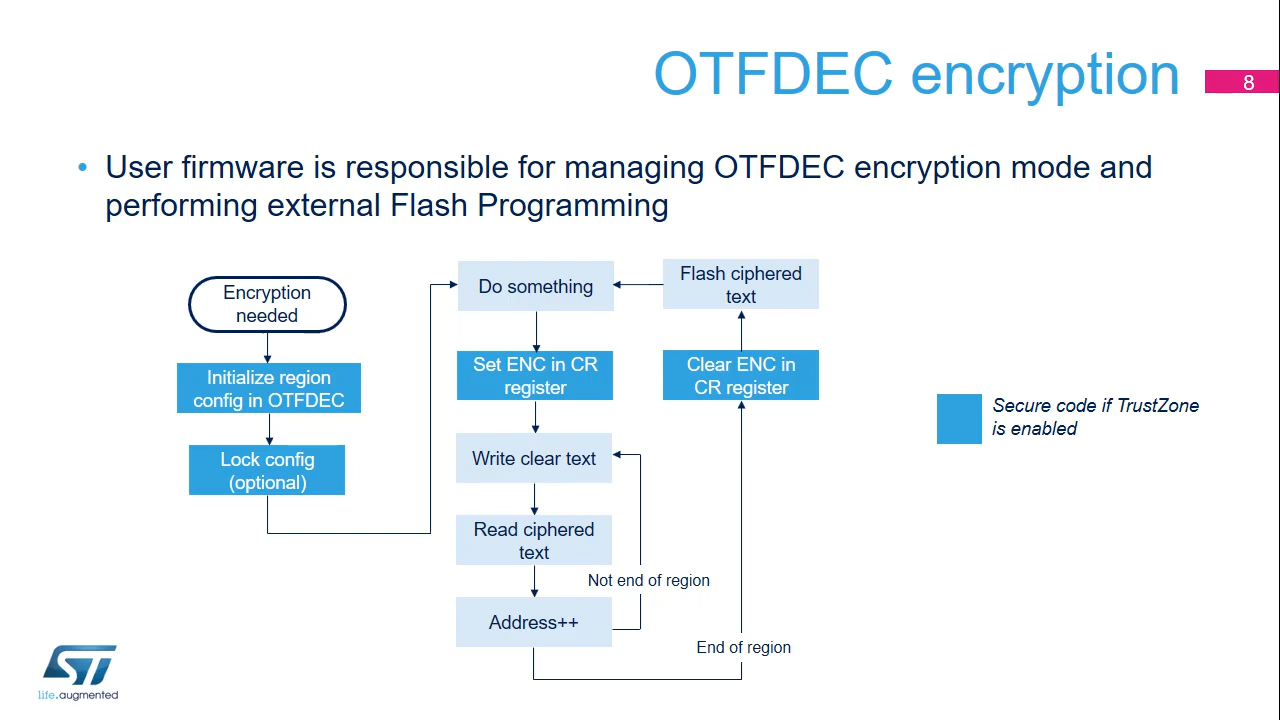 OTFDEC encryption
8
• User firmware is responsible for managing OTFDEC encryption mode and
performing external Flash Programming
Encryption
needed
Initialize region
config in OTFDEC
Lock config
(optional)
Do something
Set ENC in CR
register
Write clear text
Read ciphered
text
Address++
Not end of region
End of region
Clear ENC in
CR register
Flash ciphered
text
Secure code if TrustZone
is enabled
ST
life.augmented